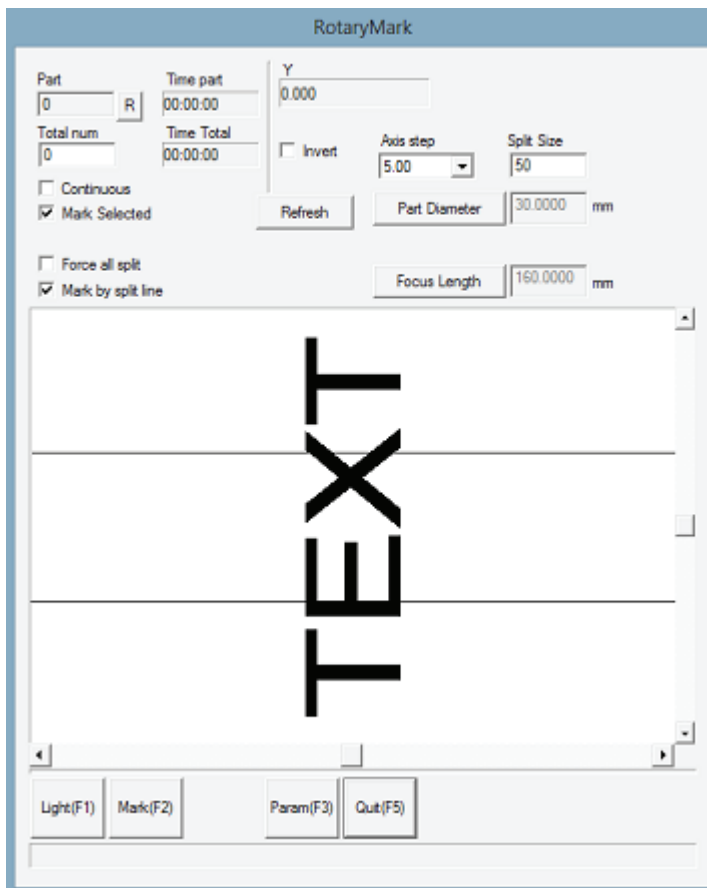 RotaryMark
Part Time part Y
0 R 00:00:00 0.000
Total num Time Total Invert Axis step Split Size
0 00:00:00 5.00 50
Continuous
Mark Selected Refresh Part Diameter 30.0000 mm
Force all split
Mark by split line Focus Length 160.0000 mm
TEXT
Light(F1) Mark(F2) Param(F3) Quit(F5)